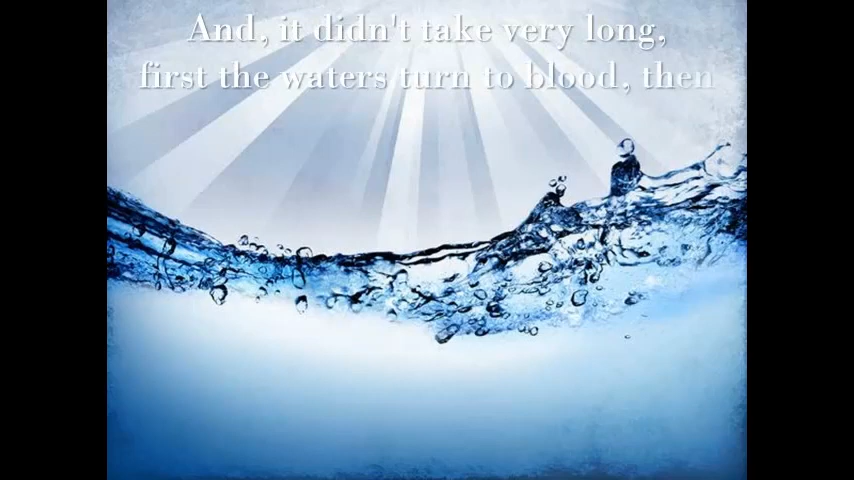 And, it didn't take very long,
first the waters turn to blood, then